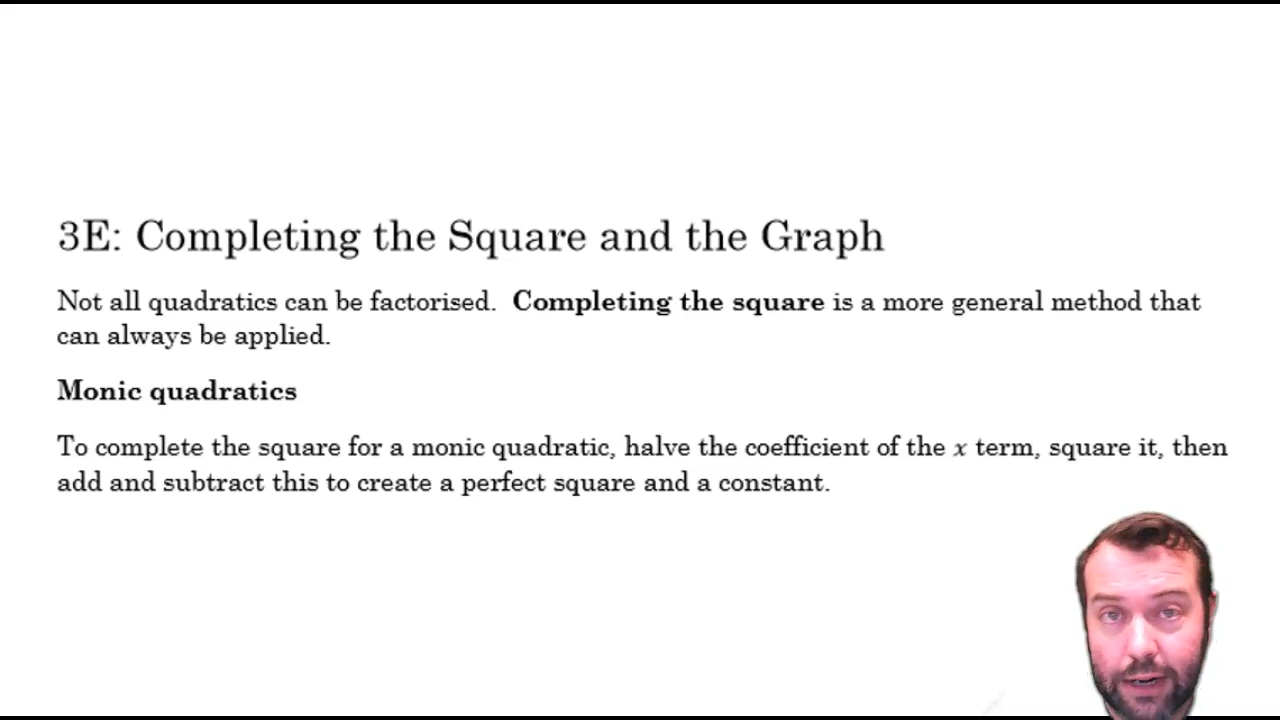 3E: Completing the Square and the Graph
Not all quadratics can be factorised.  Completing the square is a more general method that
can always be applied.
Monic quadratics
To complete the square for a monic quadratic, halve the coefficient of the x term, square it, then
add and subtract this to create a perfect square and a constant.